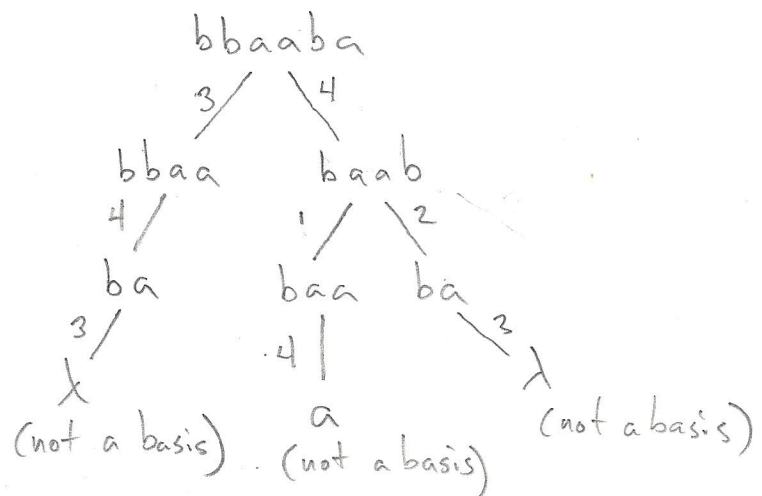 bbaaba
3 4
bbaa baab
4 1 2
ba baa ba
3 4 3
λ a λ
(not a basis) (not a basis) (not a basis)